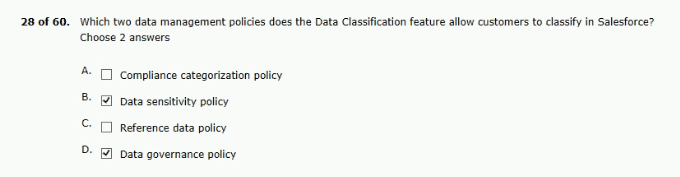 28 of 60. Which two data management policies does the Data Classification feature allow customers to classify in Salesforce?
Choose 2 answers
A. Compliance categorization policy
B. Data sensitivity policy
C. Reference data policy
D. Data governance policy